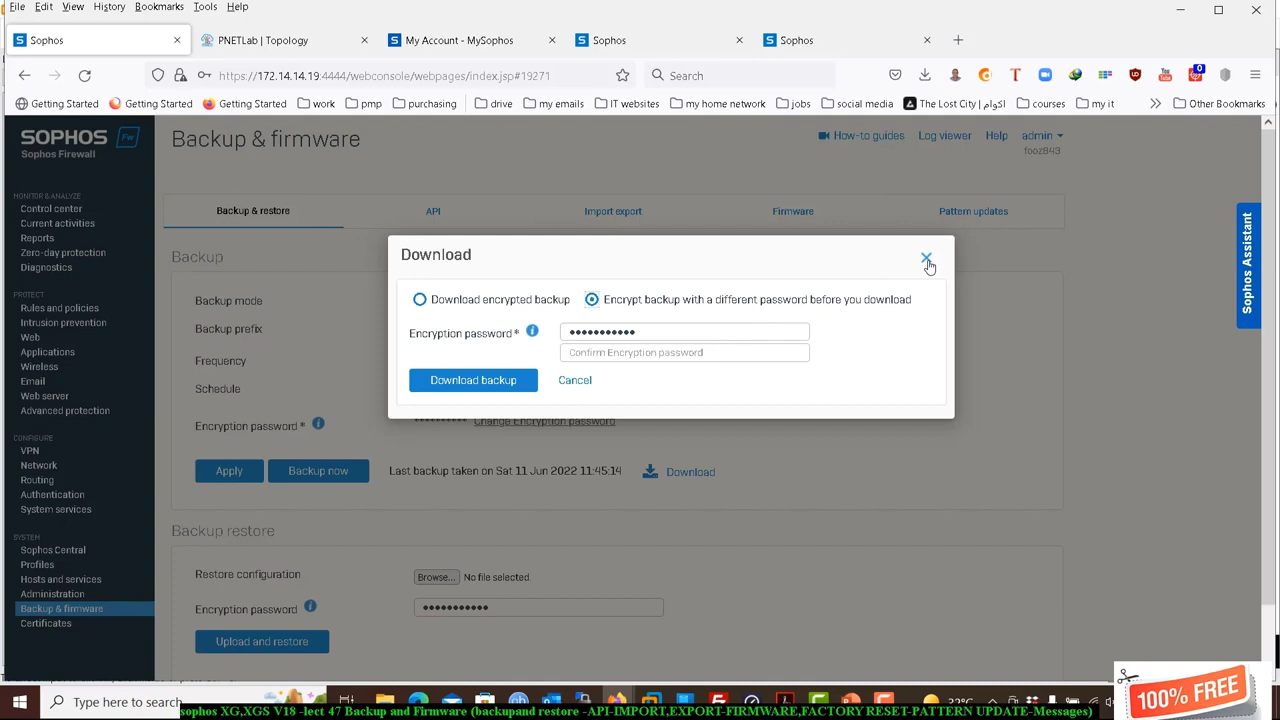 File Edit View History Bookmarks Tools Help
S Sophos
PNETLab | Topology
S My Account - MySophos
S Sophos
S Sophos
https://172.14.14.19:4444/webconsole/webpages/index.jsp#19271
Search
T
0
Getting Started
Getting Started
Getting Started
work
pmp
purchasing
drive
my emails
IT websites
my home network
jobs
social media
The Lost City | اكوام
courses
my it
Other Bookmarks
SOPHOS Fw
Sophos Firewall
Backup & firmware
How-to guides Log viewer Help admin
fooz843
MONITOR & ANALYZE
Control center
Current activities
Reports
Zero-day protection
Diagnostics
PROTECT
Rules and policies
Intrusion prevention
Web
Applications
Wireless
Email
Web server
Advanced protection
CONFIGURE
VPN
Network
Routing
Authentication
System services
SYSTEM
Sophos Central
Profiles
Hosts and services
Administration
Backup & firmware
Certificates
Backup & restore API Import export Firmware Pattern updates
Backup
Backup mode
Backup prefix
Frequency
Schedule
Encryption password *
Change Encryption password
Apply Backup now Last backup taken on Sat 11 Jun 2022 11:45:14 Download
Download
Download encrypted backup Encrypt backup with a different password before you download
Encryption password *
Confirm Encryption password
Download backup Cancel
Backup restore
Restore configuration Browse... No file selected.
Encryption password
Upload and restore
Sophos Assistant
Type here to search
32°C
100% FREE
sophos XG,XGS V18 -lect 47 Backup and Firmware (backupand restore -API-IMPORT,EXPORT-FIRMWARE,FACTORY RESET-PATTERN UPDATE-Messages)